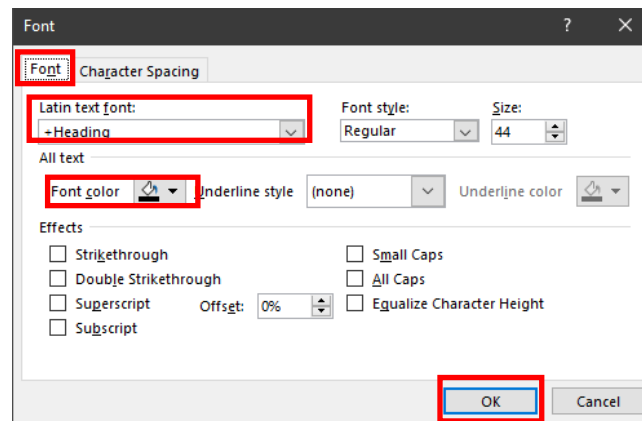 Font ?
Font Character Spacing
Latin text font: Font style: Size:
+Heading Regular 44
All text
Font color Underline style (none) Underline color
Effects
Strikethrough Small Caps
Double Strikethrough All Caps
Superscript Offset: 0% Equalize Character Height
Subscript
OK Cancel